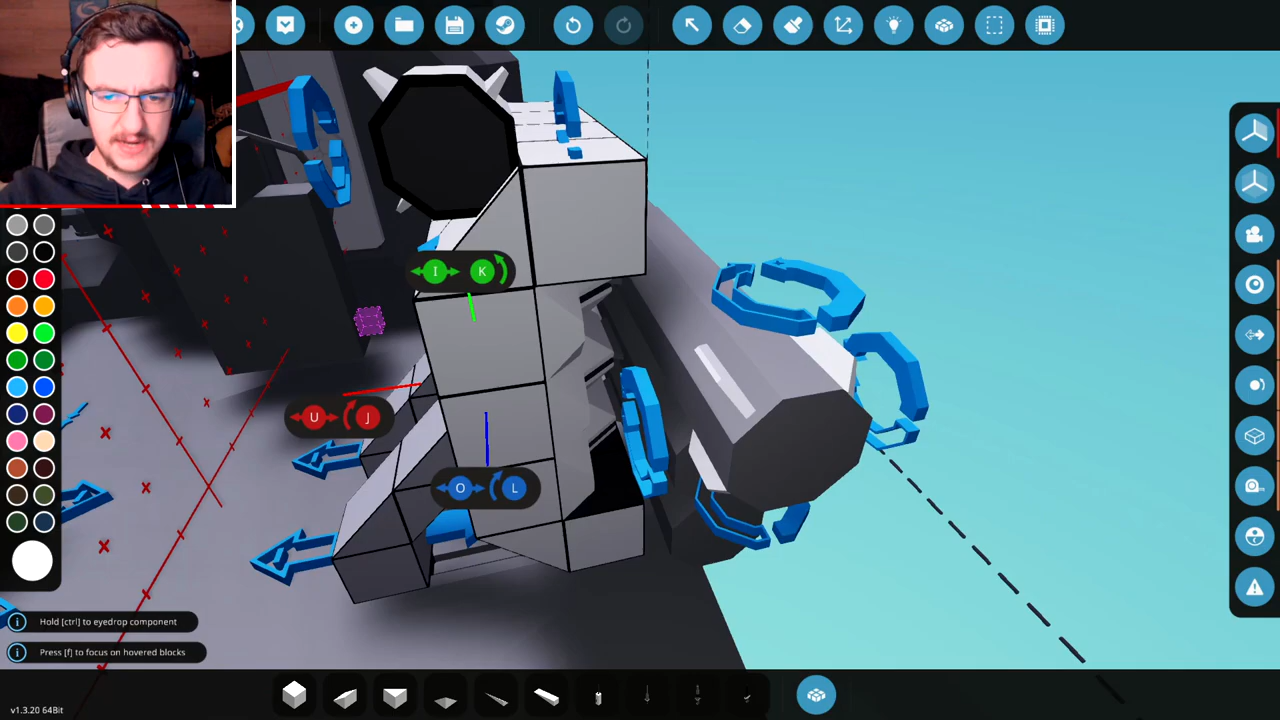 I K
U J
O L
Hold [ctrl] to eyedrop component
Press [f] to focus on hovered blocks
v1.3.20 64Bit